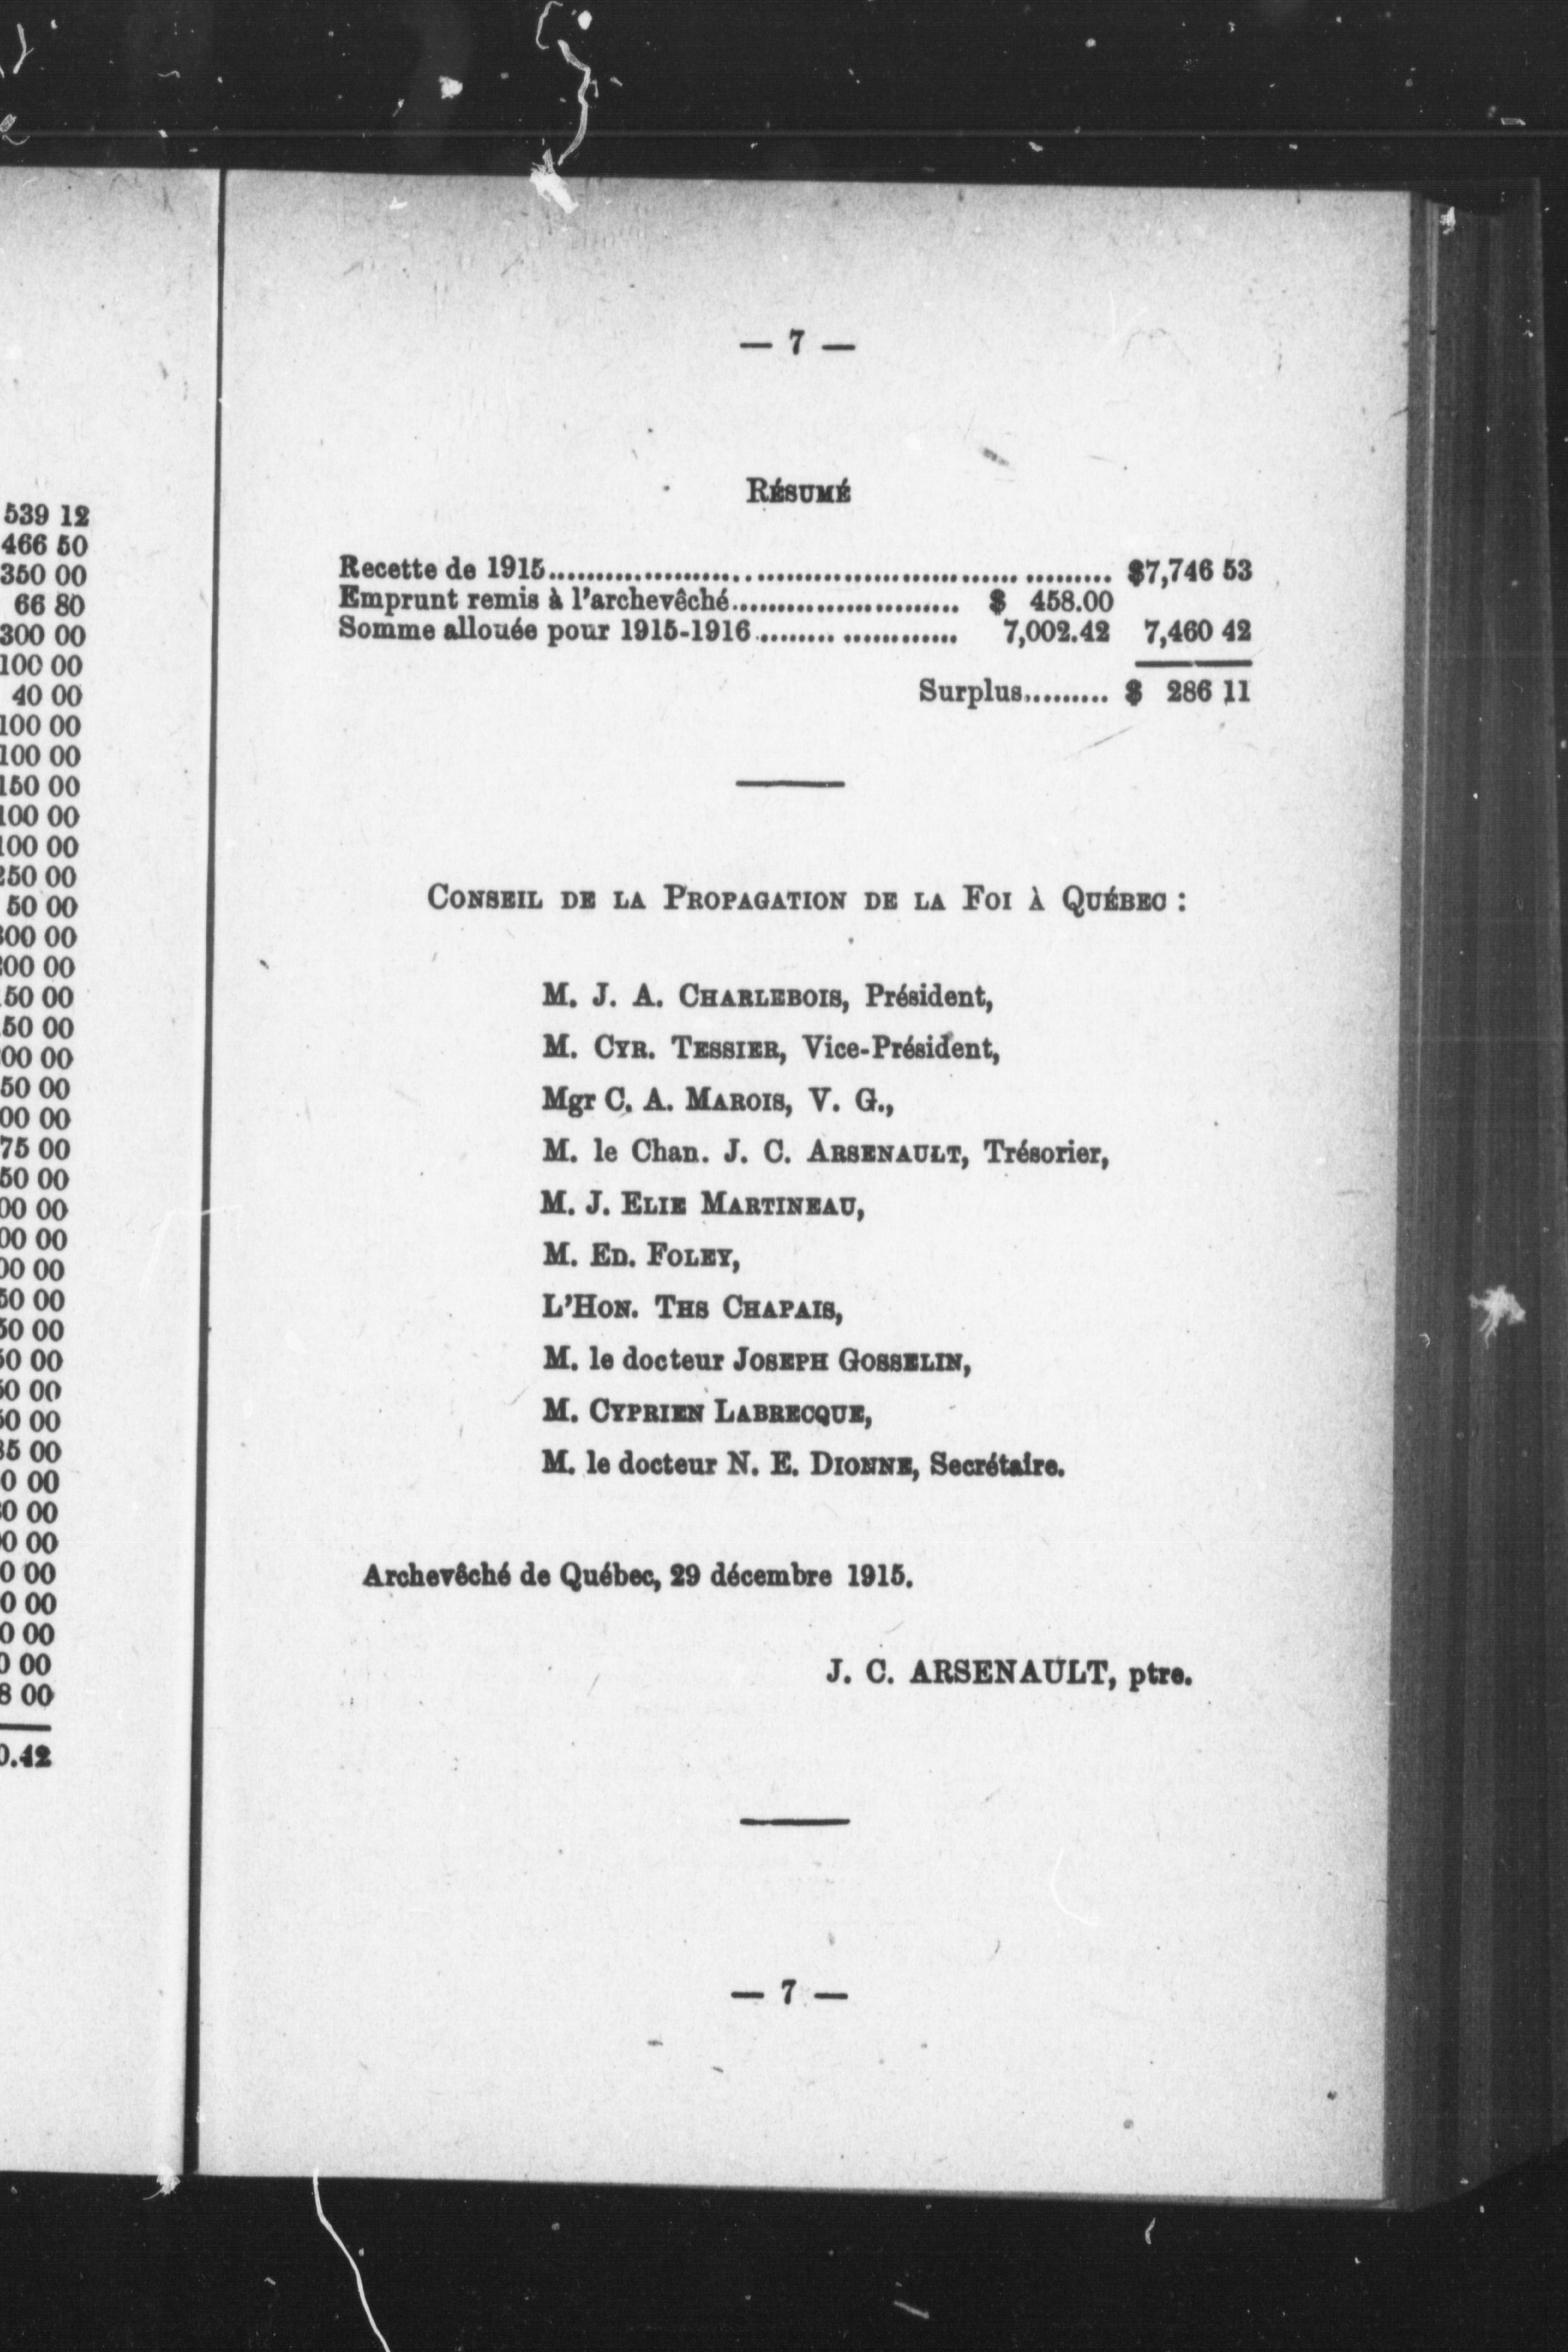 — 7 —
RÉSUMÉ
Recette de 1915.......................................................... $7,746 53
Emprunt remis à l'archevêché.......................... $ 458.00
Somme allouée pour 1915-1916...................... 7,002.42 7,460 42
Surplus.......... $ 286 11
CONSEIL DE LA PROPAGATION DE LA FOI À QUÉBEC :
M. J. A. CHARLEBOIS, Président,
M. CYR. TESSIER, Vice-Président,
Mgr C. A. MAROIS, V. G.,
M. le Chan. J. C. ARSENAULT, Trésorier,
M. J. ELIE MARTINEAU,
M. ED. FOLEY,
L'HON. THS CHAPAIS,
M. le docteur JOSEPH GOSSELIN,
M. CYPRIEN LABRECQUE,
M. le docteur N. E. DIONNE, Secrétaire.
Archevêché de Québec, 29 décembre 1915.
J. C. ARSENAULT, ptre.
— 7 —